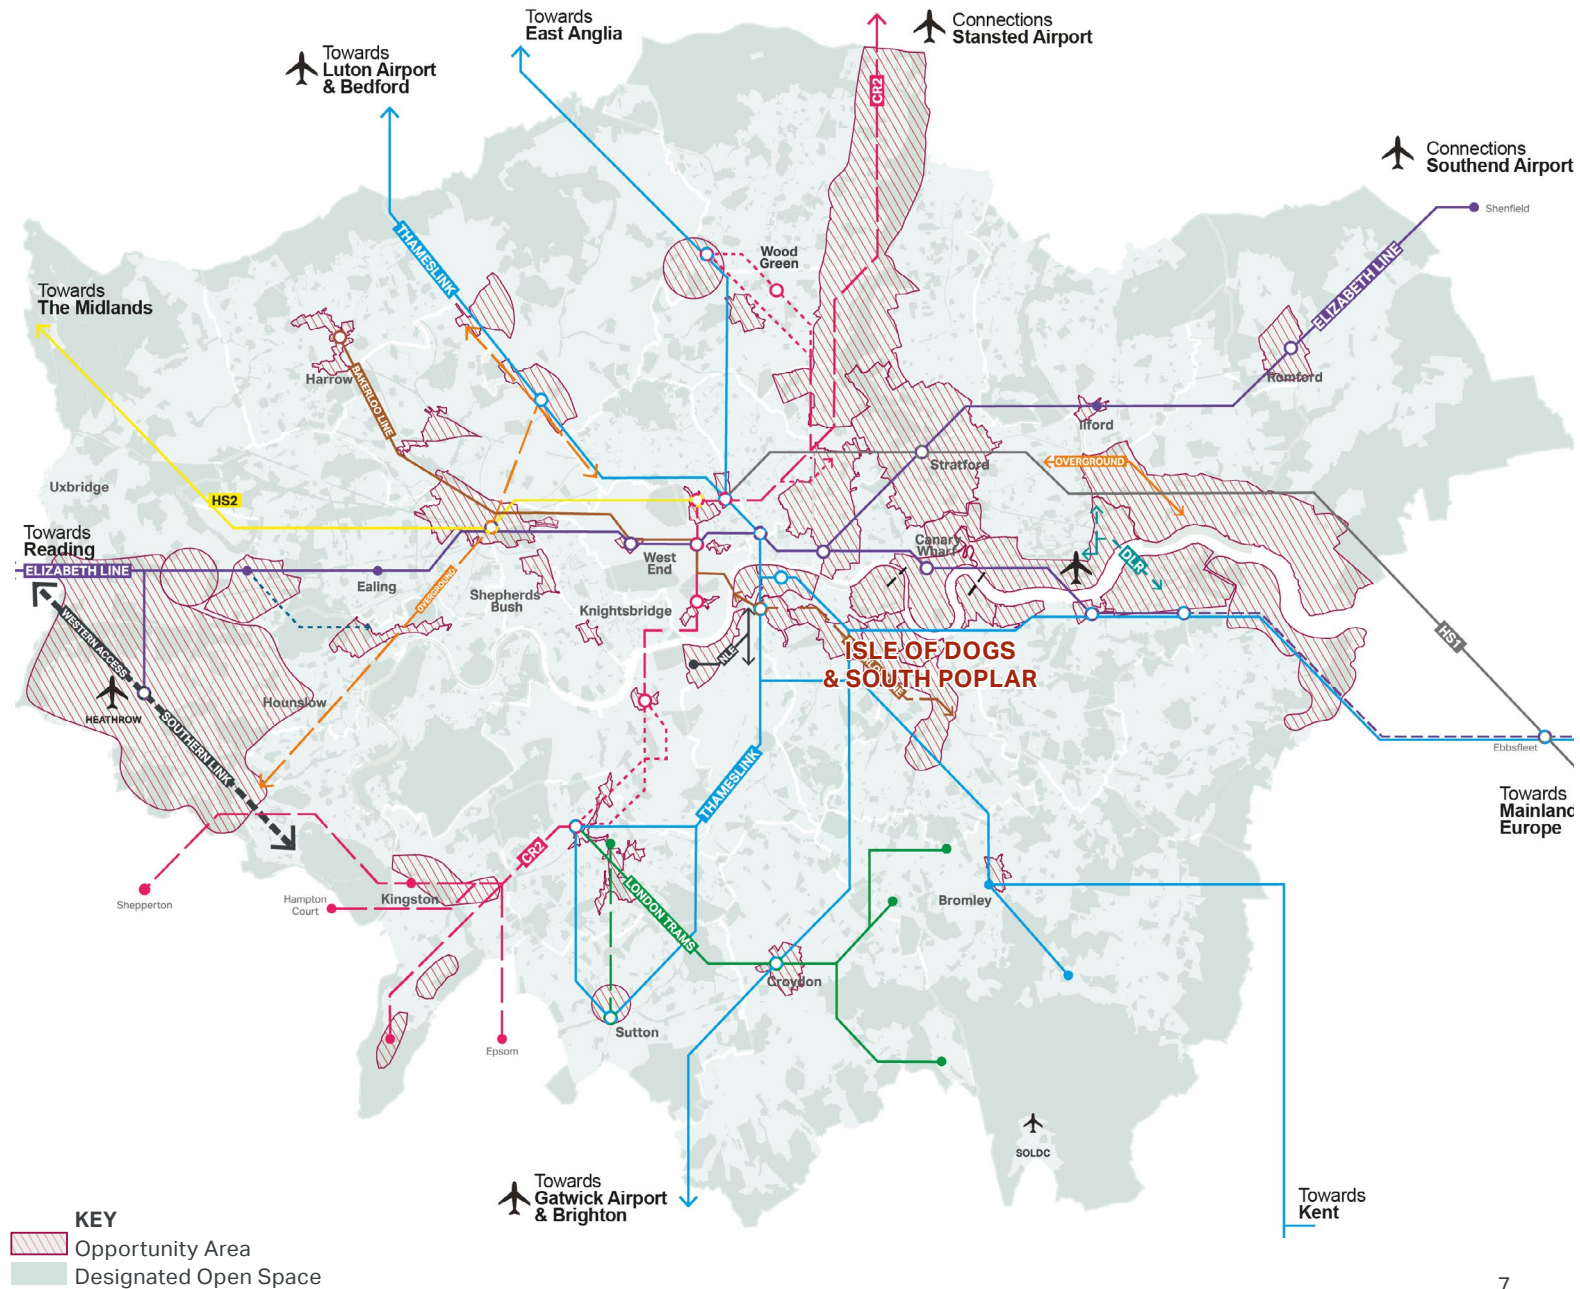 Towards
East Anglia
Connections
Stansted Airport
Towards
Luton Airport
& Bedford
CR2
Connections
Southend Airport
Shenfield
THAMESLINK
Wood
Green
ELIZABETH LINE
Towards
The Midlands
Harrow
BAKERLOO LINE
Romford
Ilford
Stratford
OVERGROUND
Uxbridge
HS2
Towards
Reading
ELIZABETH LINE
Ealing
OVERGROUND
Shepherds
Bush
West
End
Knightsbridge
Canary
Wharf
DLR
HS1
WESTERN ACCESS
HEATHROW
SOUTHERN LINK
Hounslow
NLE
ISLE OF DOGS
& SOUTH POPLAR
THAMESLINK
Ebbsfleet
Towards
Mainland
Europe
CR2
Shepperton
Hampton
Court
Kingston
LONDON TRAMS
Bromley
Croydon
Sutton
Epsom
SOLDC
Towards
Gatwick Airport
& Brighton
Towards
Kent
KEY
Opportunity Area
Designated Open Space
7